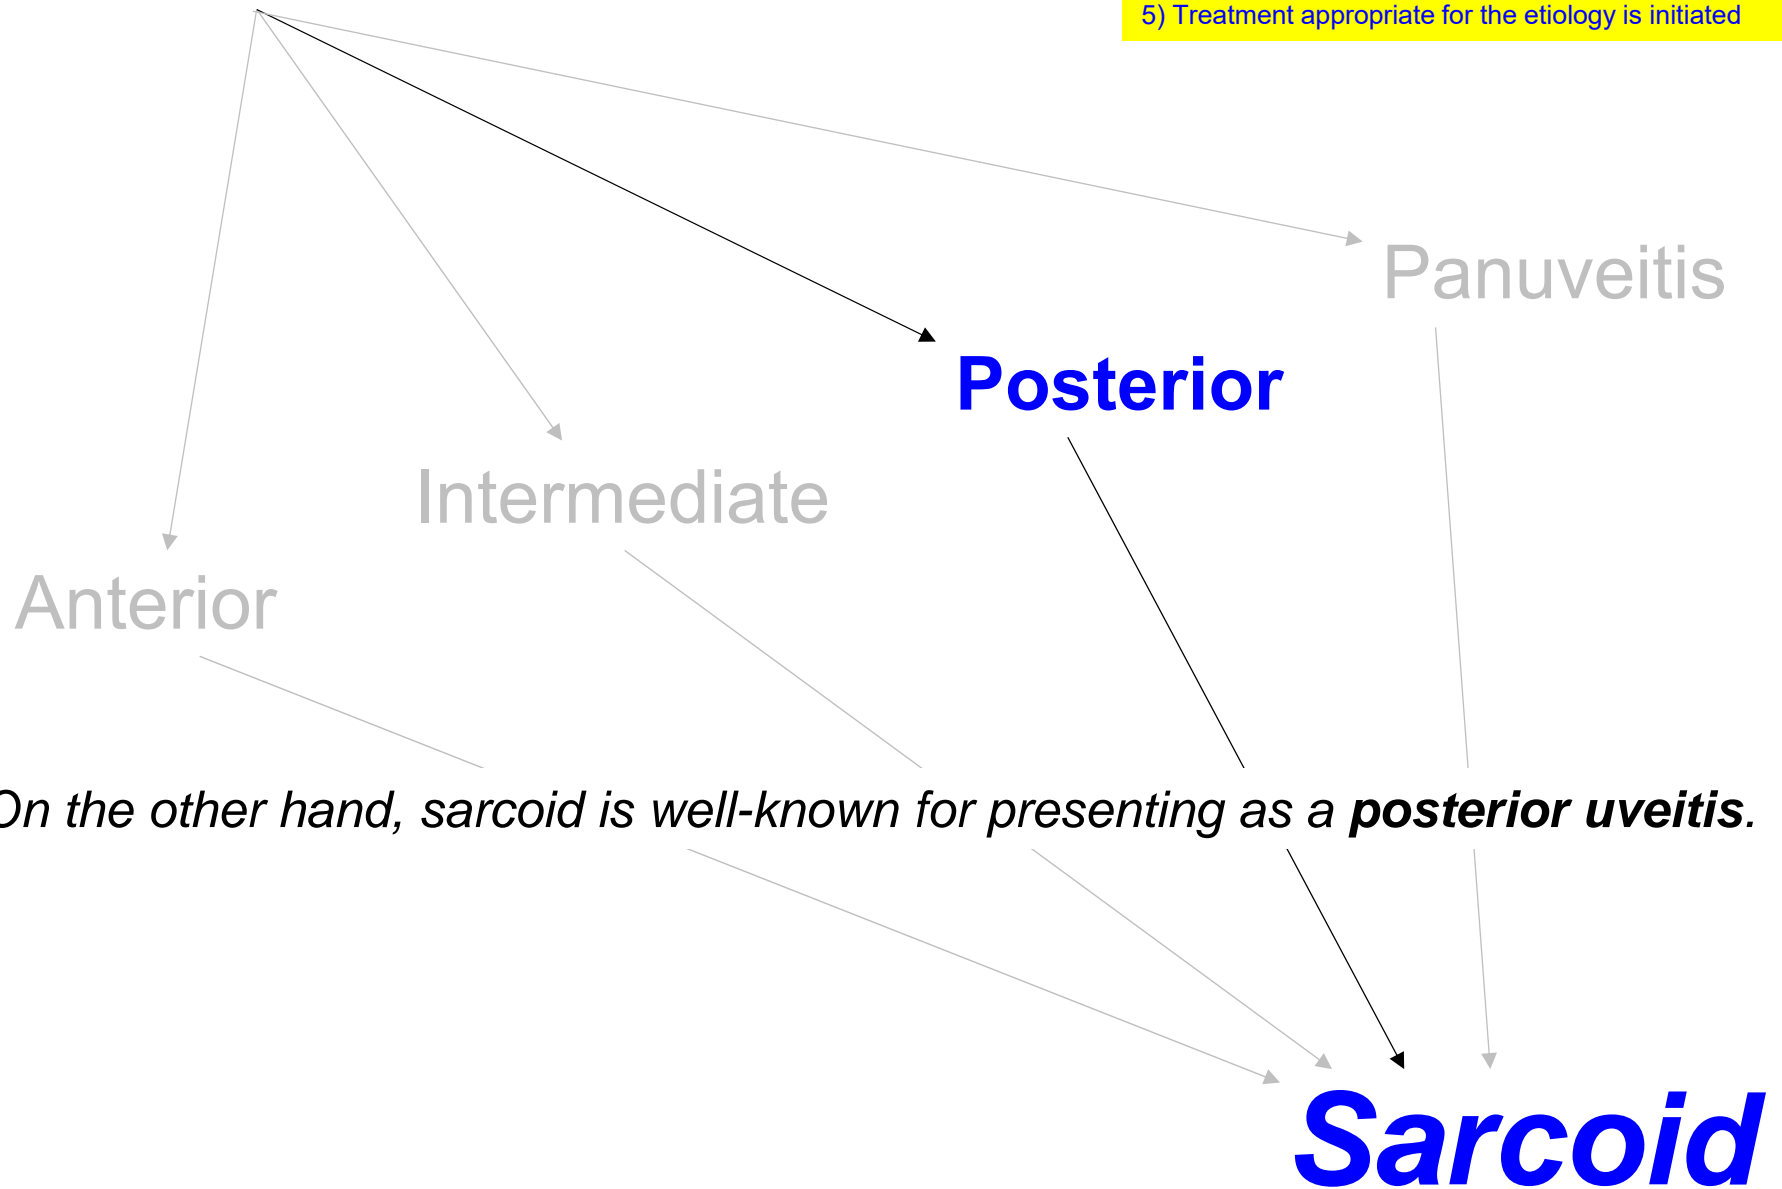 5) Treatment appropriate for the etiology is initiated
Panuveitis
Posterior
Intermediate
Anterior
On the other hand, sarcoid is well-known for presenting as a posterior uveitis.
Sarcoid